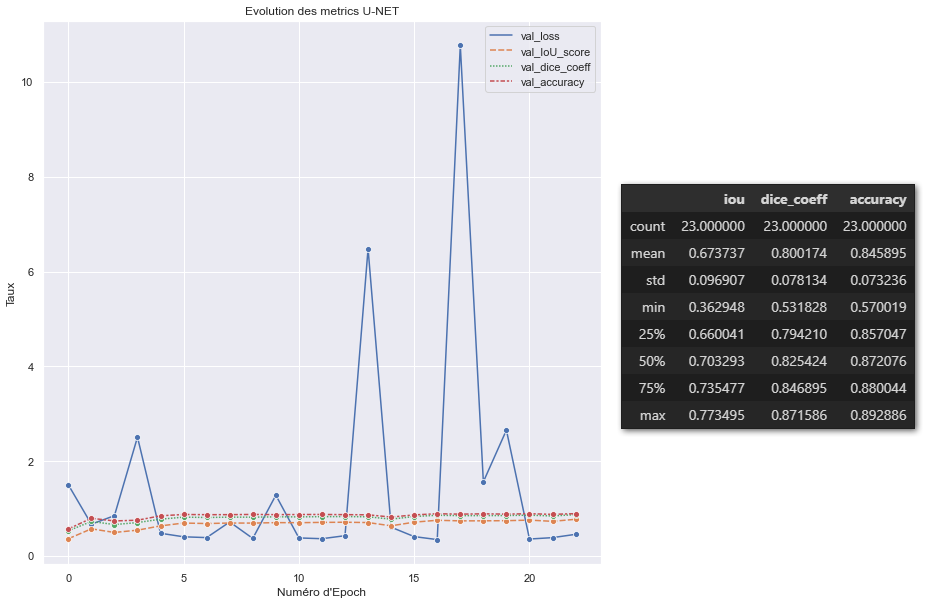 Evolution des metrics U-NET
val_loss
val_IoU_score
val_dice_coeff
val_accuracy
10
8
6
4
2
0
Taux
0 5 10 15 20
Numéro d'Epoch
iou dice_coeff accuracy
count 23.000000 23.000000 23.000000
mean 0.673737 0.800174 0.845895
std 0.096907 0.078134 0.073236
min 0.362948 0.531828 0.570019
25% 0.660041 0.794210 0.857047
50% 0.703293 0.825424 0.872076
75% 0.735477 0.846895 0.880044
max 0.773495 0.871586 0.892886